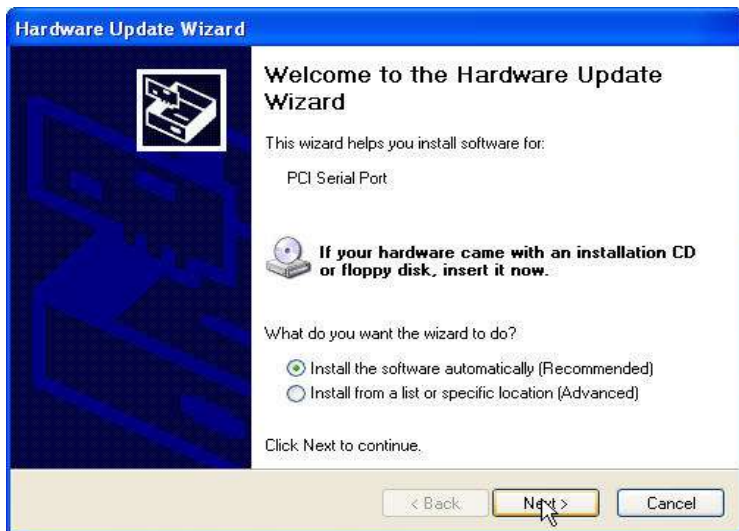 Hardware Update Wizard
Welcome to the Hardware Update
Wizard
This wizard helps you install software for:
PCI Serial Port
If your hardware came with an installation CD
or floppy disk, insert it now.
What do you want the wizard to do?
Install the software automatically (Recommended)
Install from a list or specific location (Advanced)
Click Next to continue.
< Back Next > Cancel